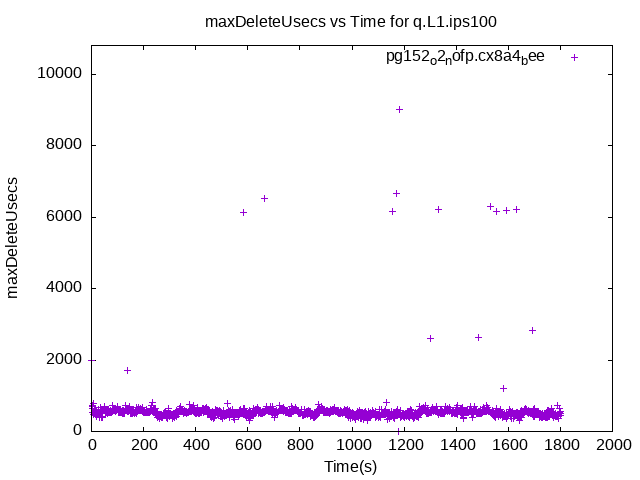 maxDeleteUsecs vs Time for q.L1.ips100
pg152o2nofp.cx8a4bee
10000
8000
6000
4000
2000
0
maxDeleteUsecs
0 200 400 600 800 1000 1200 1400 1600 1800 2000
Time(s)